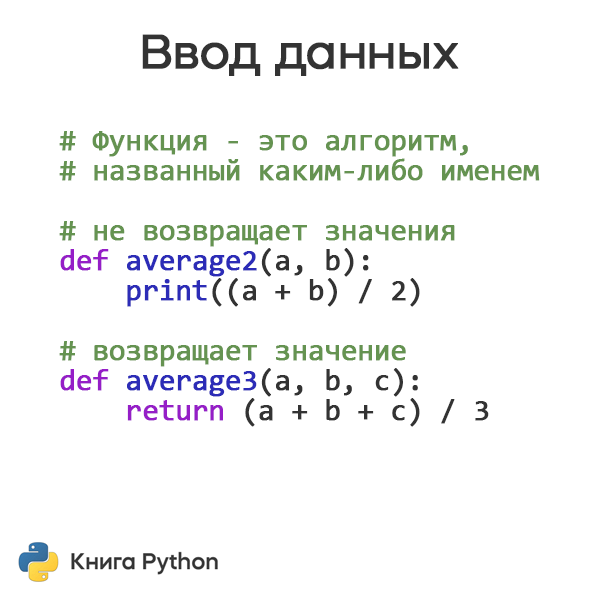 Ввод данных
# Функция - это алгоритм,
# названный каким-либо именем
# не возвращает значения
def average2(a, b):
    print((a + b) / 2)
# возвращает значение
def average3(a, b, c):
    return (a + b + c) / 3
Книга Python